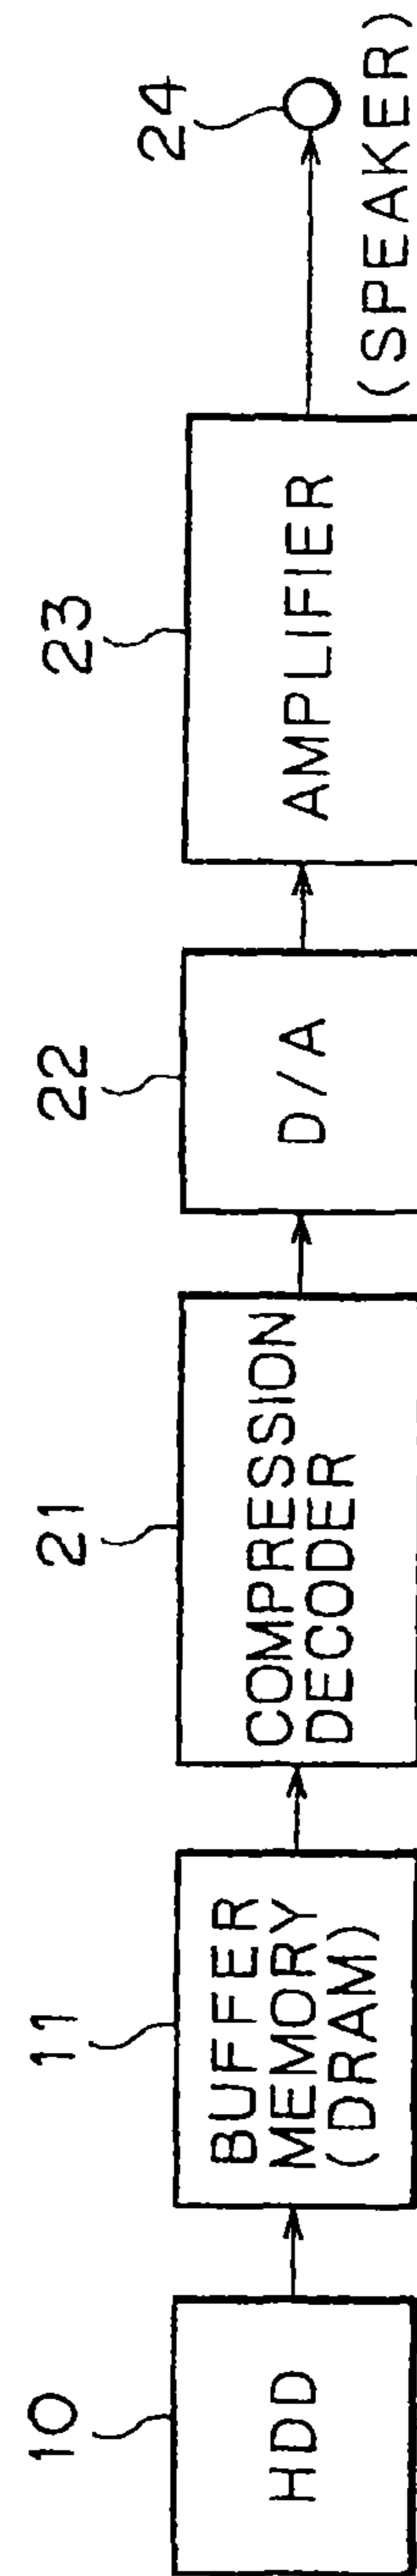 10
HDD
11
BUFFER
MEMORY
(DRAM)
21
COMPRESSION
DECODER
22
D/A
23
AMPLIFIER
24
(SPEAKER)